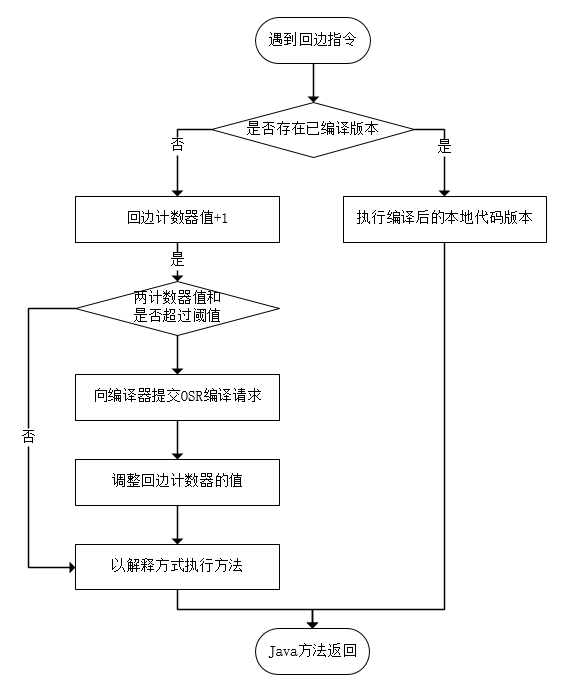 遇到回边指令
是否存在已编译版本
否
是
回边计数器值+1
执行编译后的本地代码版本
是
两计数器值和
是否超过阈值
向编译器提交OSR编译请求
否
调整回边计数器的值
以解释方式执行方法
Java方法返回